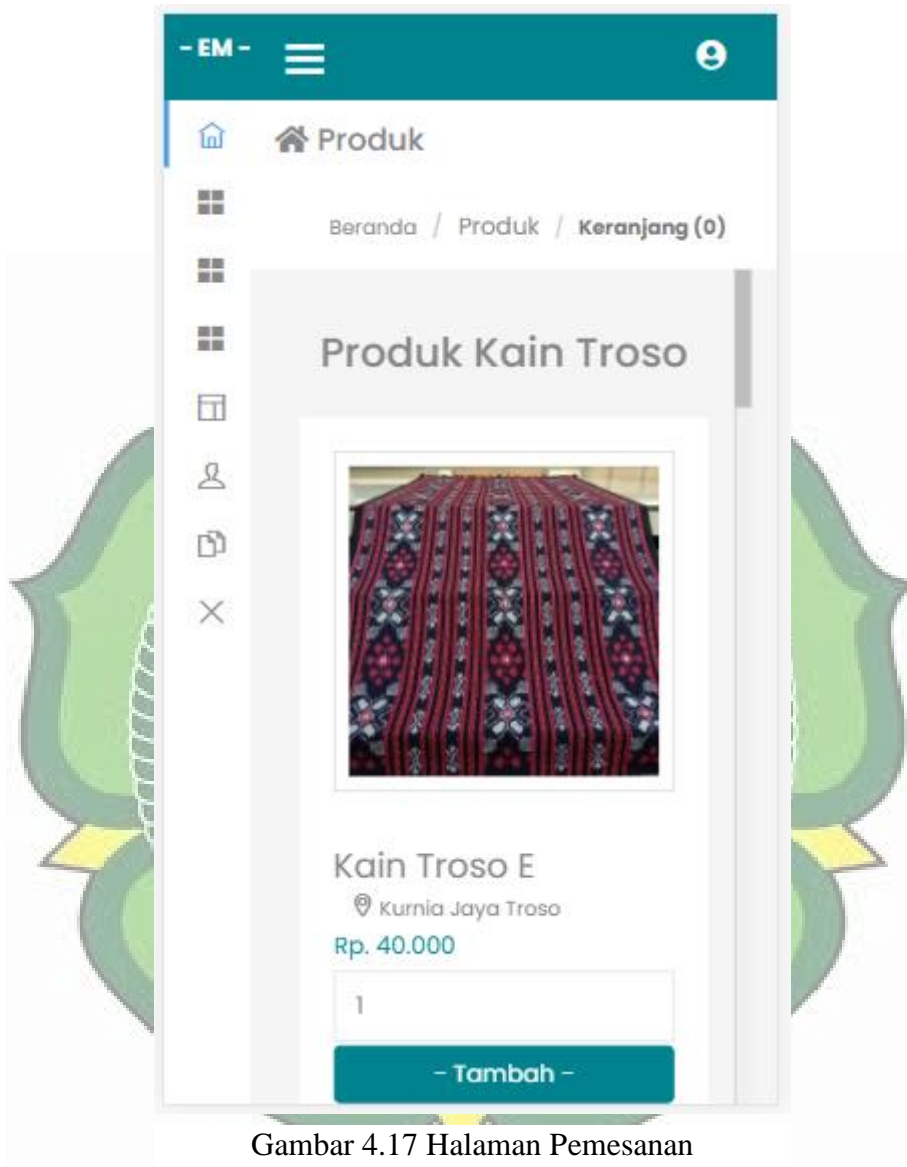 - EM -
Produk
Beranda / Produk / Keranjang (0)
Produk Kain Troso
Kain Troso E
Kurnia Jaya Troso
Rp. 40.000
1
- Tambah -
Gambar 4.17 Halaman Pemesanan